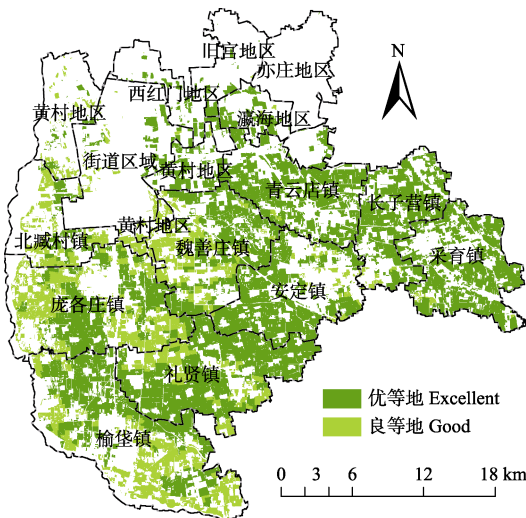 旧宫地区
N
亦庄地区
西红门地区
黄村地区
瀛海地区
街道区域
黄村地区
青云店镇
长子营镇
黄村地区
北臧村镇
魏善庄镇
采育镇
安定镇
庞各庄镇
礼贤镇
优等地 Excellent
良等地 Good
榆垡镇
0 3 6 12 18 km